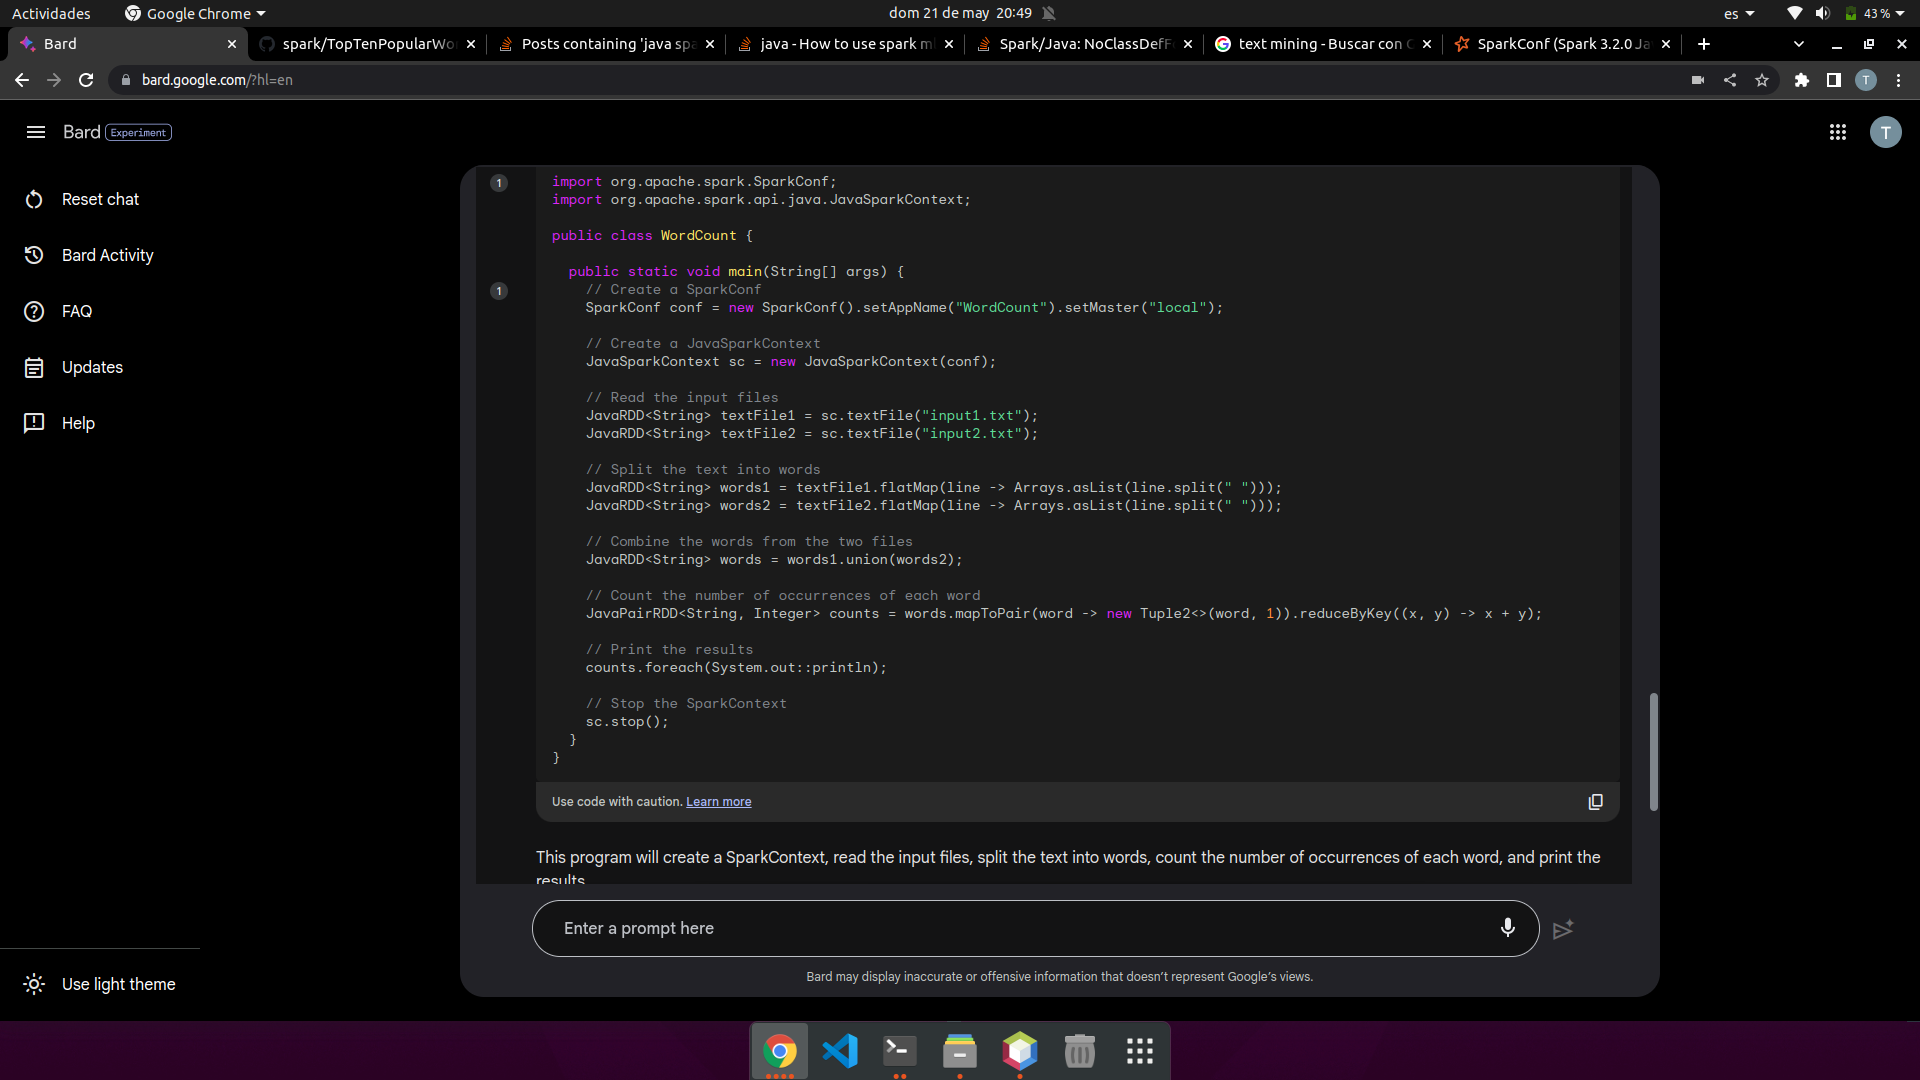 Actividades
Google Chrome
dom 21 de may 20:49
es
43 %
Bard
spark/TopTenPopularWo
Posts containing 'java spa
java - How to use spark m
Spark/Java: NoClassDefF
text mining - Buscar con G
SparkConf (Spark 3.2.0 Ja
bard.google.com/?hl=en
T
Bard Experiment
T
Reset chat
Bard Activity
FAQ
Updates
Help
1
import org.apache.spark.SparkConf;
import org.apache.spark.api.java.JavaSparkContext;
public class WordCount {
public static void main(String[] args) {
1
// Create a SparkConf
SparkConf conf = new SparkConf().setAppName("WordCount").setMaster("local");
// Create a JavaSparkContext
JavaSparkContext sc = new JavaSparkContext(conf);
// Read the input files
JavaRDD<String> textFile1 = sc.textFile("input1.txt");
JavaRDD<String> textFile2 = sc.textFile("input2.txt");
// Split the text into words
JavaRDD<String> words1 = textFile1.flatMap(line -> Arrays.asList(line.split(" ")));
JavaRDD<String> words2 = textFile2.flatMap(line -> Arrays.asList(line.split(" ")));
// Combine the words from the two files
JavaRDD<String> words = words1.union(words2);
// Count the number of occurrences of each word
JavaPairRDD<String, Integer> counts = words.mapToPair(word -> new Tuple2<>(word, 1)).reduceByKey((x, y) -> x + y);
// Print the results
counts.foreach(System.out::println);
// Stop the SparkContext
sc.stop();
}
}
Use code with caution. Learn more
This program will create a SparkContext, read the input files, split the text into words, count the number of occurrences of each word, and print the
results
Enter a prompt here
Bard may display inaccurate or offensive information that doesn't represent Google's views.
Use light theme